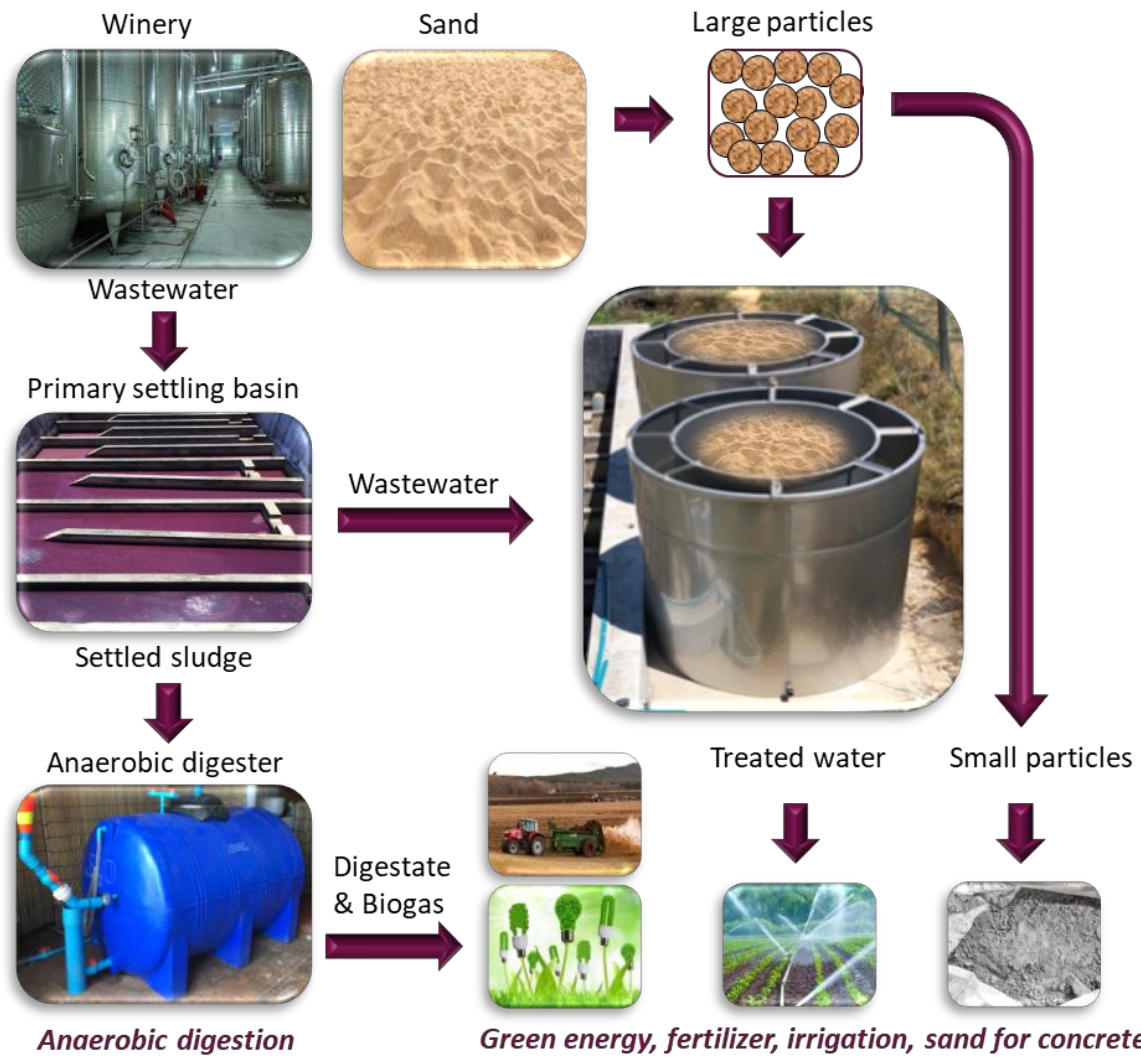 Winery
Sand
Large particles
Wastewater
Primary settling basin
Wastewater
Settled sludge
Anaerobic digester
Treated water
Small particles
Digestate
& Biogas
Anaerobic digestion
Green energy, fertilizer, irrigation, sand for concrete